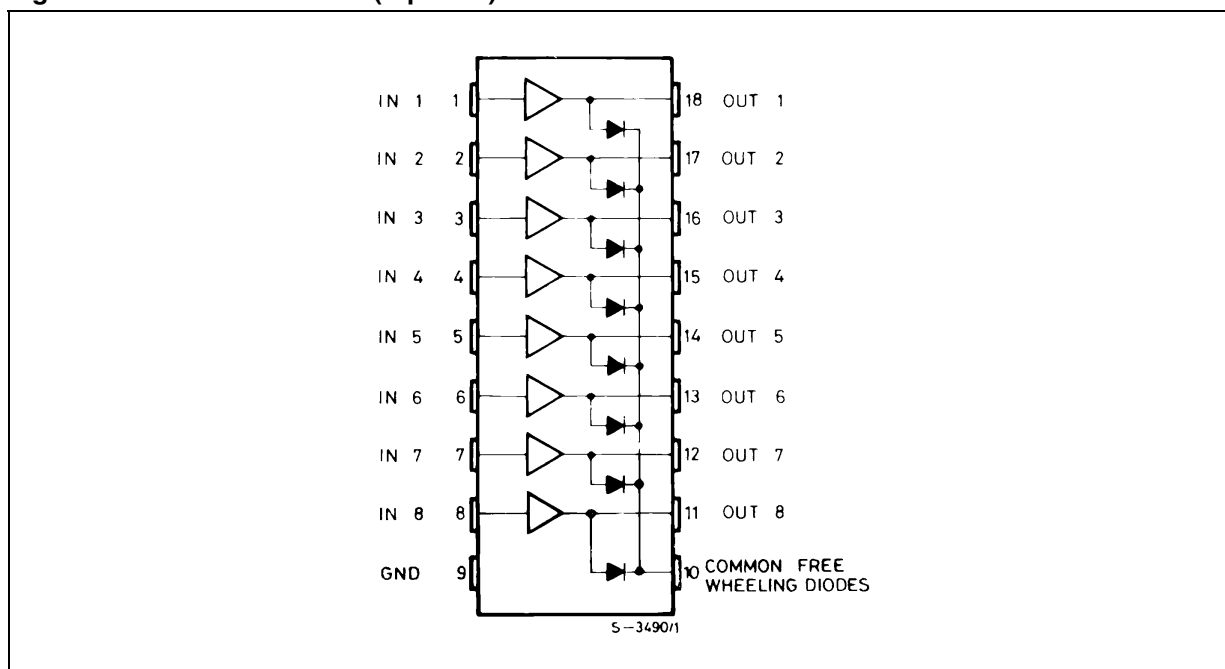 IN 1 1 18 OUT 1
IN 2 2 17 OUT 2
IN 3 3 16 OUT 3
IN 4 4 15 OUT 4
IN 5 5 14 OUT 5
IN 6 6 13 OUT 6
IN 7 7 12 OUT 7
IN 8 8 11 OUT 8
GND 9 10 COMMON FREE
WHEELING DIODES
S-3490/1